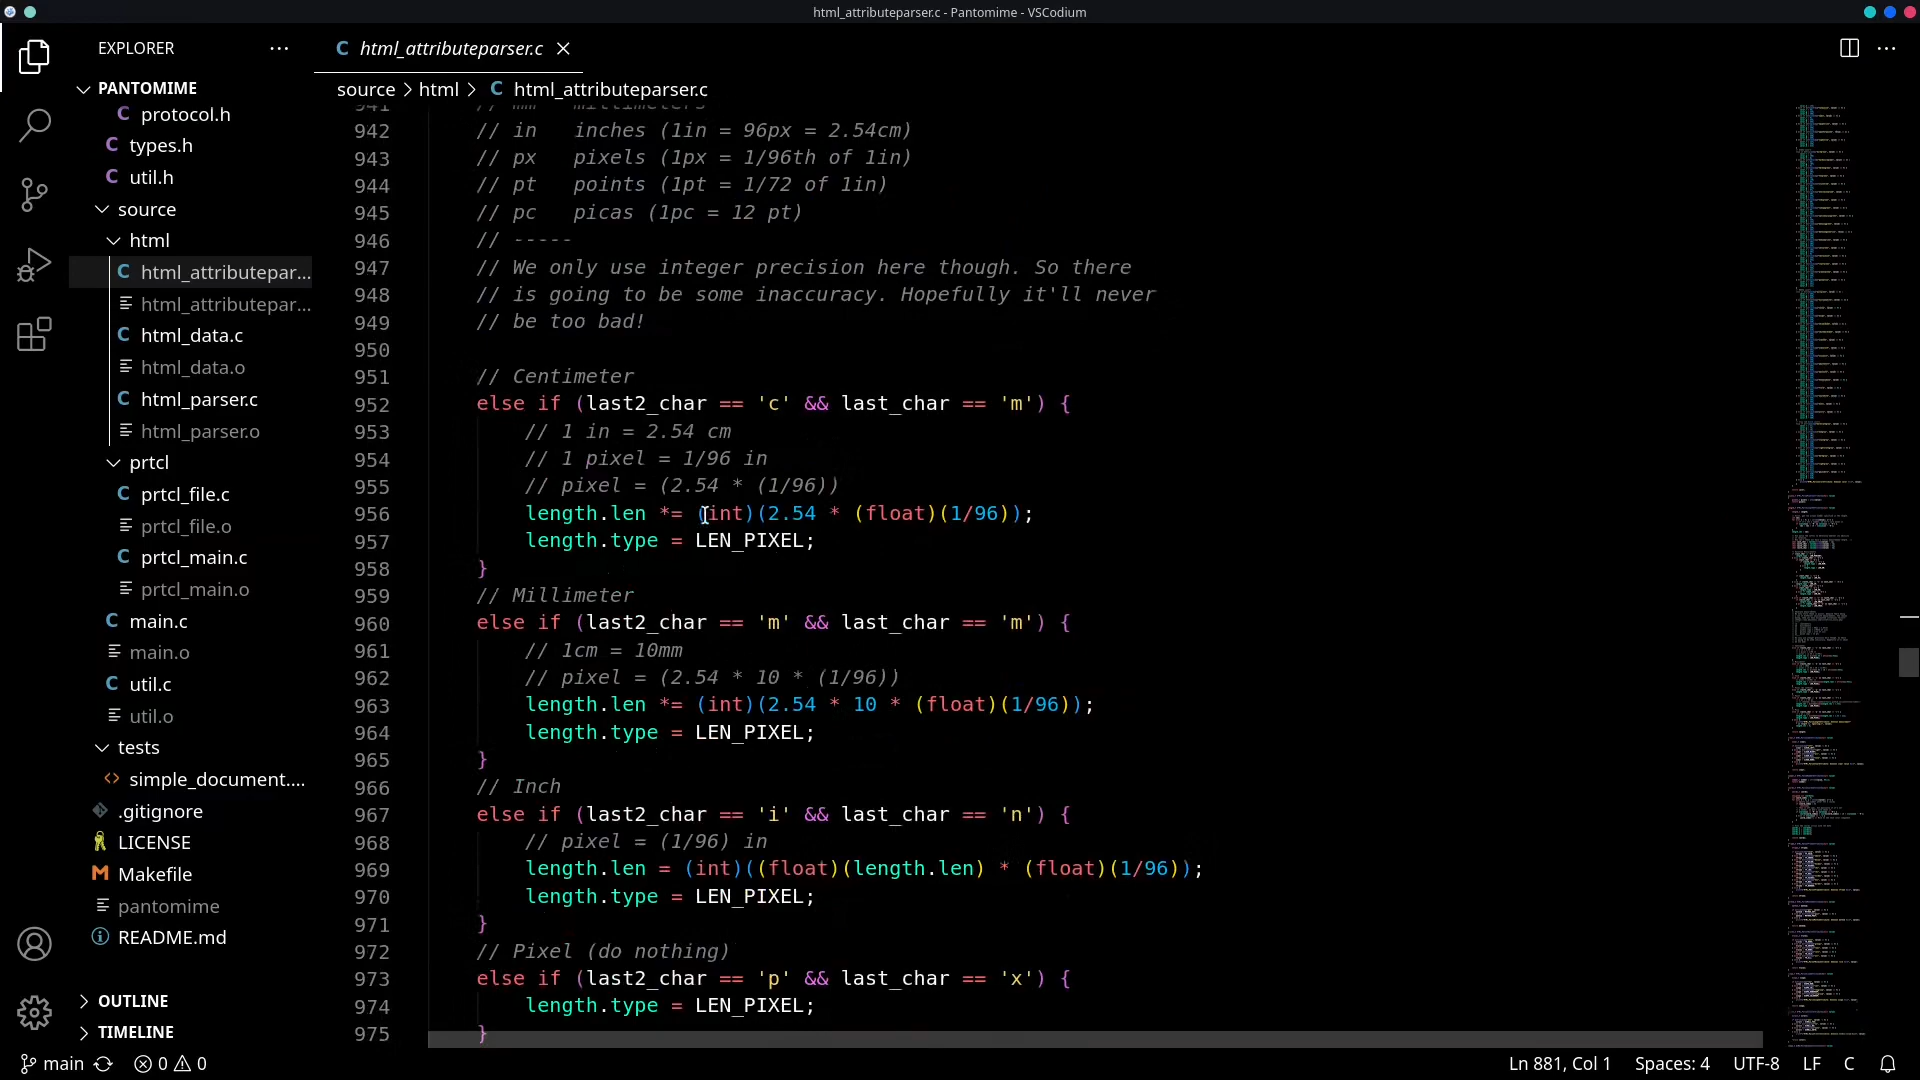 html_attributeparser.c - Pantomime - VSCodium
EXPLORER
PANTOMIME
protocol.h
types.h
util.h
source
html
html_attributepar...
html_attributepar...
html_data.c
html_data.o
html_parser.c
html_parser.o
prtcl
prtcl_file.c
prtcl_file.o
prtcl_main.c
prtcl_main.o
main.c
main.o
util.c
util.o
tests
simple_document....
.gitignore
LICENSE
Makefile
pantomime
README.md
OUTLINE
TIMELINE
C html_attributeparser.c
source > html > C html_attributeparser.c
941 // mm millimeters
942 // in inches (1in = 96px = 2.54cm)
943 // px pixels (1px = 1/96th of 1in)
944 // pt points (1pt = 1/72 of 1in)
945 // pc picas (1pc = 12 pt)
946 // -----
947 // We only use integer precision here though. So there
948 // is going to be some inaccuracy. Hopefully it'll never
949 // be too bad!
950
951 // Centimeter
952 else if (last2_char == 'c' && last_char == 'm') {
953 // 1 in = 2.54 cm
954 // 1 pixel = 1/96 in
955 // pixel = (2.54 * (1/96))
956 length.len *= (int)(2.54 * (float)(1/96));
957 length.type = LEN_PIXEL;
958 }
959 // Millimeter
960 else if (last2_char == 'm' && last_char == 'm') {
961 // 1cm = 10mm
962 // pixel = (2.54 * 10 * (1/96))
963 length.len *= (int)(2.54 * 10 * (float)(1/96));
964 length.type = LEN_PIXEL;
965 }
966 // Inch
967 else if (last2_char == 'i' && last_char == 'n') {
968 // pixel = (1/96) in
969 length.len = (int)((float)(length.len) * (float)(1/96));
970 length.type = LEN_PIXEL;
971 }
972 // Pixel (do nothing)
973 else if (last2_char == 'p' && last_char == 'x') {
974 length.type = LEN_PIXEL;
975 }
main 0 0
Ln 881, Col 1 Spaces: 4 UTF-8 LF C